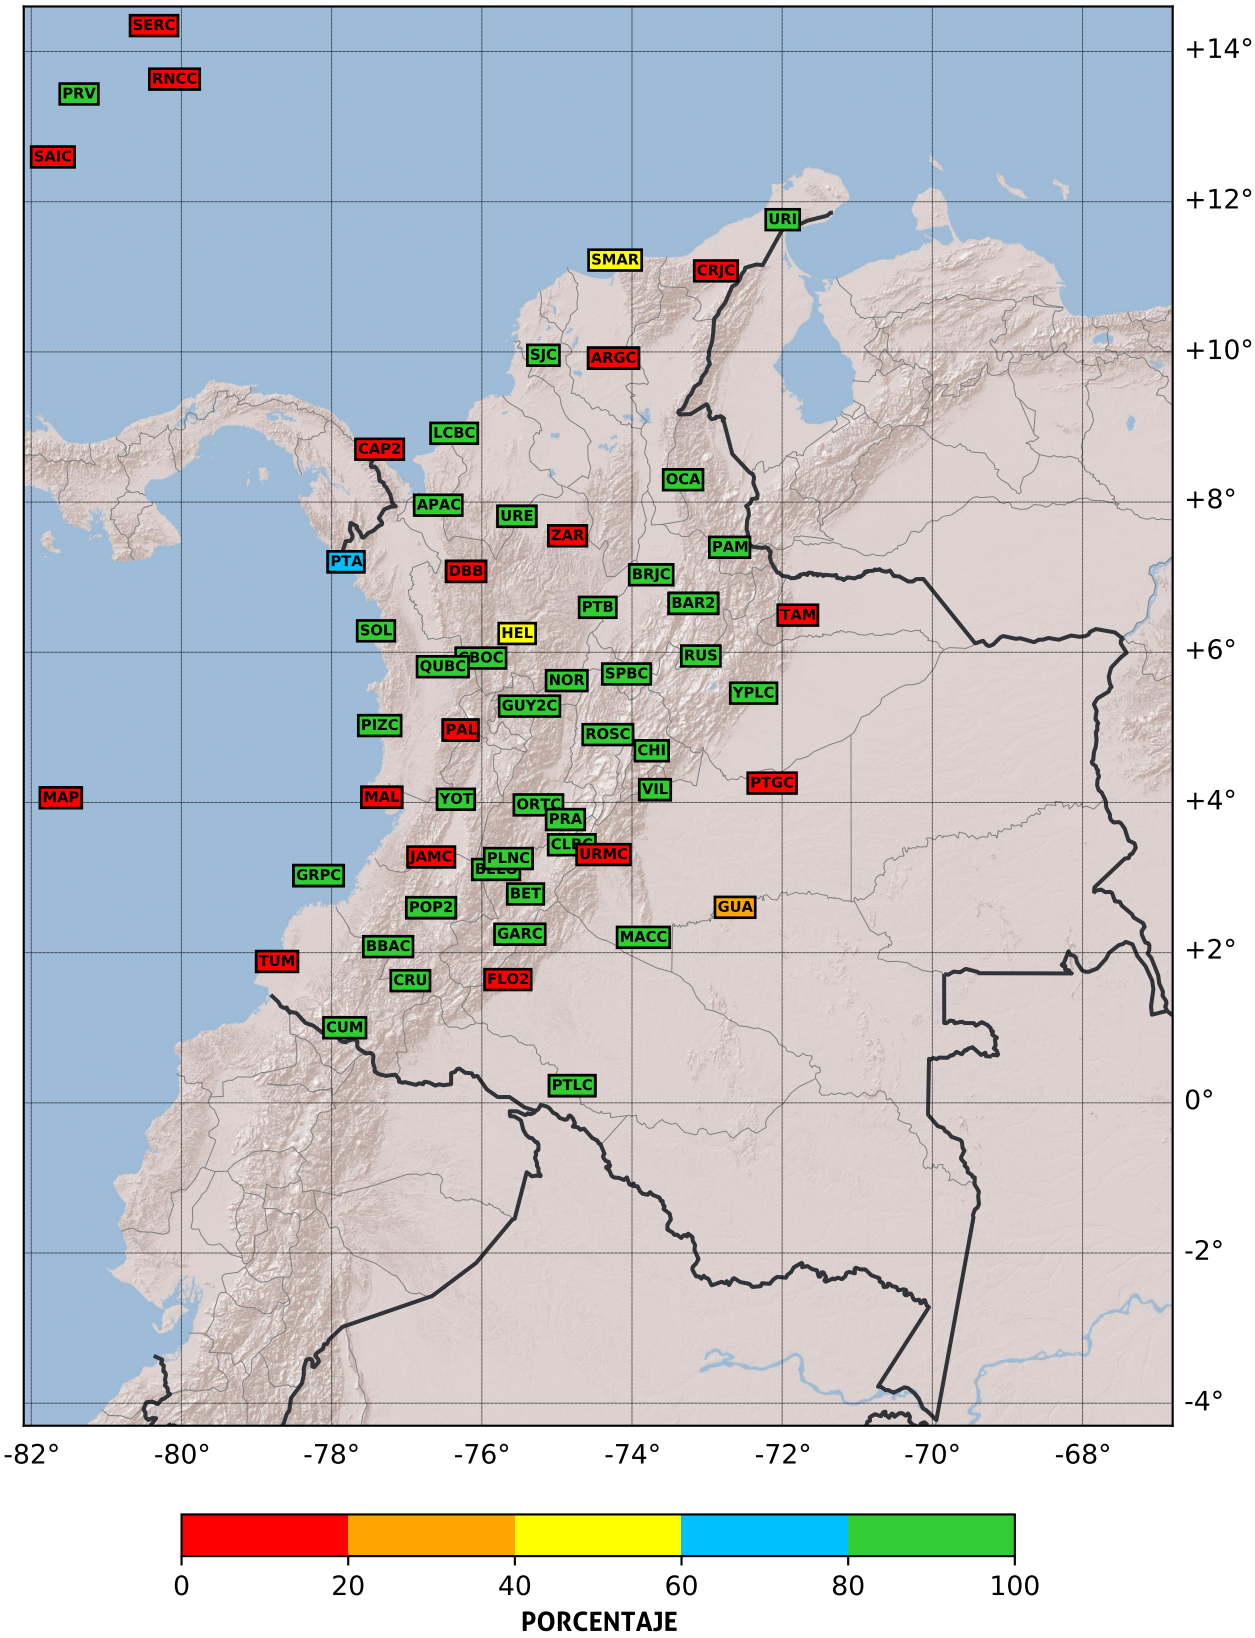 SERC
+14°
RNCC
PRV
SAIC
+12°
URI
SMAR
CRJC
SJC
ARGC
+10°
LCBC
CAP2
OCA
APAC
+8°
URE
ZAR
PAM
PTA
DBB
BRJC
PTB
BAR2
TAM
SOL
HEL
+6°
QUBC
RUS
SPBC
NOR
YPLC
GUY2C
PIZC
PAL
ROSC
CHI
PTGC
VIL
MAP
MAL
YOT
ORTC
+4°
PRA
JAMC
PLNC
URMC
GRPC
BET
POP2
GUA
GARC
MACC
BBAC
+2°
TUM
CRU
FLO2
CUM
PTLC
0°
-2°
-4°
-82° -80° -78° -76° -74° -72° -70° -68°
0 20 40 60 80 100
PORCENTAJE